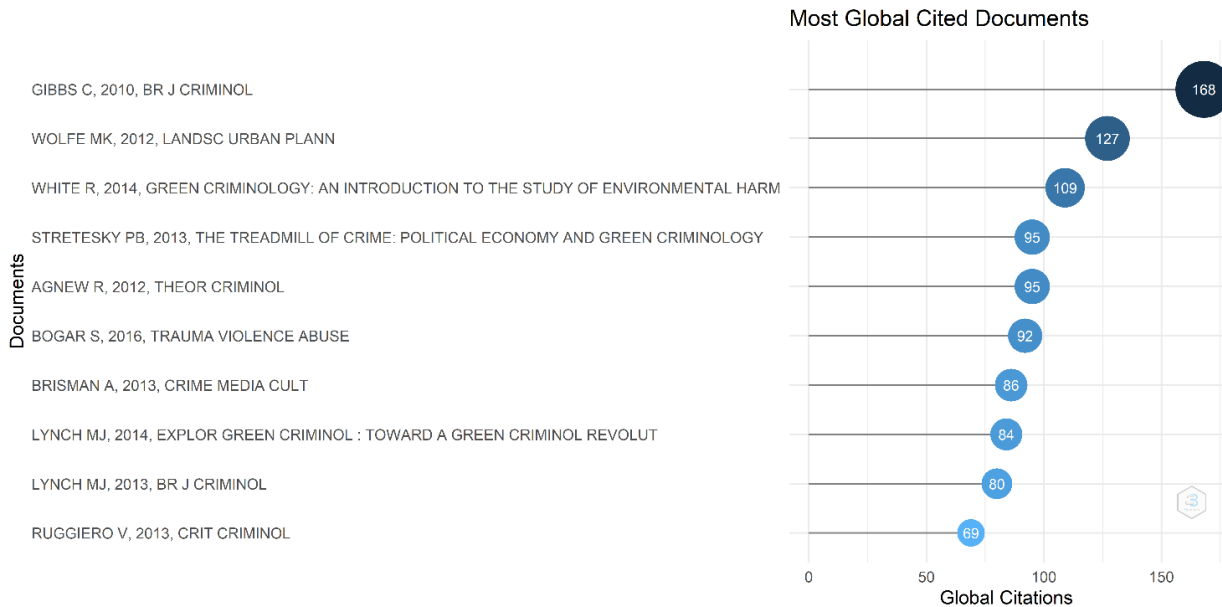 Most Global Cited Documents
GIBBS C, 2010, BR J CRIMINOL
168
WOLFE MK, 2012, LANDSC URBAN PLANN
127
WHITE R, 2014, GREEN CRIMINOLOGY: AN INTRODUCTION TO THE STUDY OF ENVIRONMENTAL HARM
109
STRETESKY PB, 2013, THE TREADMILL OF CRIME: POLITICAL ECONOMY AND GREEN CRIMINOLOGY
95
AGNEW R, 2012, THEOR CRIMINOL
95
BOGAR S, 2016, TRAUMA VIOLENCE ABUSE
92
BRISMAN A, 2013, CRIME MEDIA CULT
86
LYNCH MJ, 2014, EXPLOR GREEN CRIMINOL : TOWARD A GREEN CRIMINOL REVOLUT
84
LYNCH MJ, 2013, BR J CRIMINOL
80
RUGGIERO V, 2013, CRIT CRIMINOL
69
Documents
0 50 100 150
Global Citations